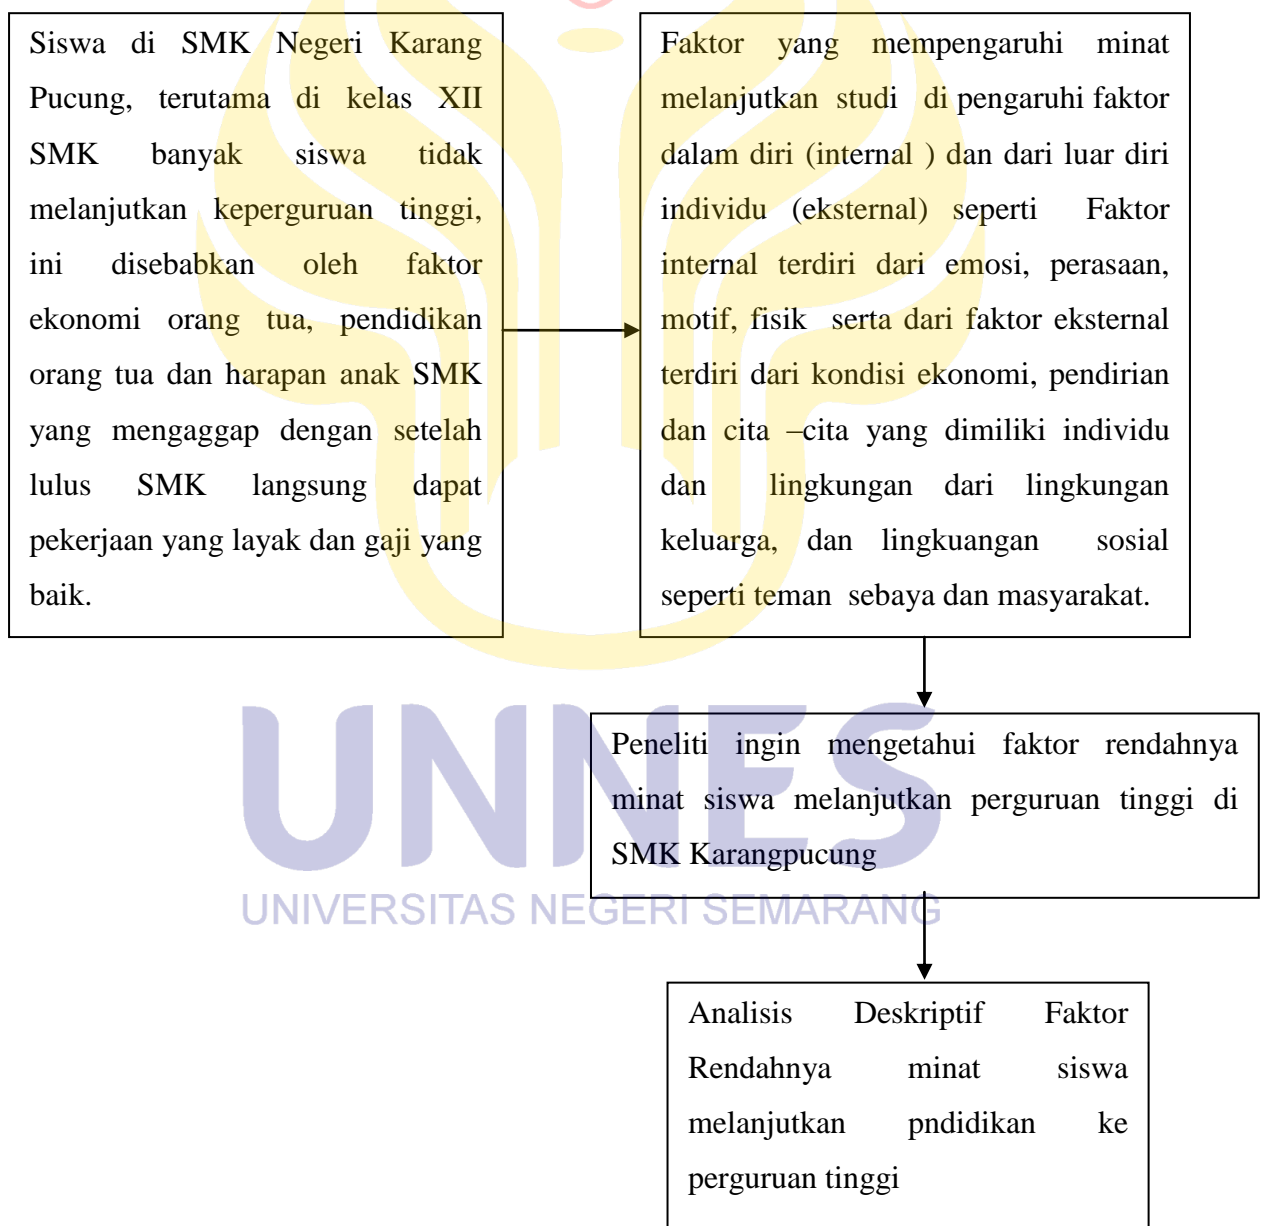 Siswa di SMK Negeri Karang
Pucung, terutama di kelas XII
SMK banyak siswa tidak
melanjutkan keperguruan tinggi,
ini disebabkan oleh faktor
ekonomi orang tua, pendidikan
orang tua dan harapan anak SMK
yang mengaggap dengan setelah
lulus SMK langsung dapat
pekerjaan yang layak dan gaji yang
baik.
Faktor yang mempengaruhi minat
melanjutkan studi di pengaruhi faktor
dalam diri (internal ) dan dari luar diri
individu (eksternal) seperti Faktor
internal terdiri dari emosi, perasaan,
motif, fisik serta dari faktor eksternal
terdiri dari kondisi ekonomi, pendirian
dan cita –cita yang dimiliki individu
dan lingkungan dari lingkungan
keluarga, dan lingkuangan sosial
seperti teman sebaya dan masyarakat.
Peneliti ingin mengetahui faktor rendahnya
minat siswa melanjutkan perguruan tinggi di
SMK Karangpucung
UNNES
UNIVERSITAS NEGERI SEMARANG
Analisis Deskriptif Faktor
Rendahnya minat siswa
melanjutkan pndidikan ke
perguruan tinggi